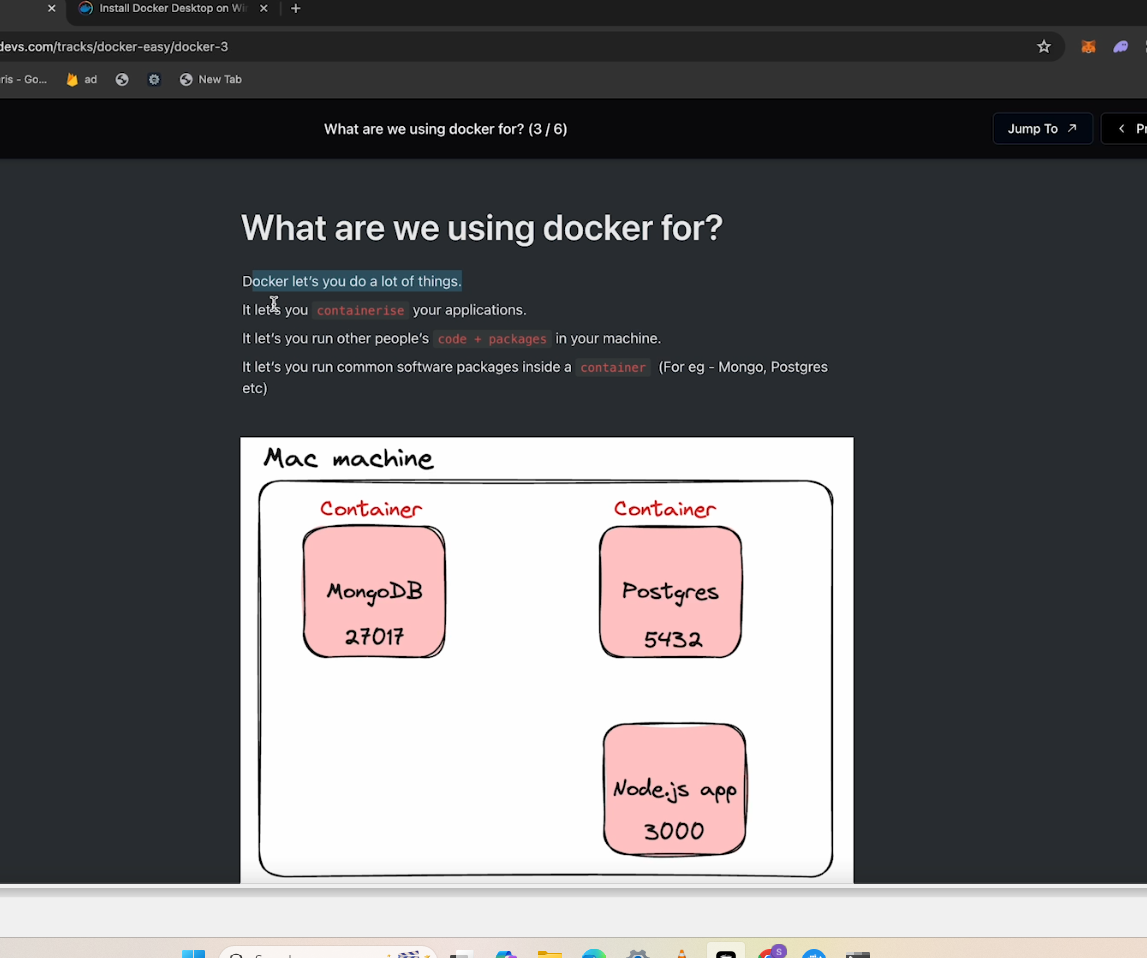 Install Docker Desktop on Wi
devs.com/tracks/docker-easy/docker-3
ris - Go...
ad
New Tab
What are we using docker for? (3 / 6)
Jump To
Pr
What are we using docker for?
Docker let's you do a lot of things.
It let's you containerise your applications.
It let's you run other people's code + packages in your machine.
It let's you run common software packages inside a container (For eg - Mongo, Postgres
etc)
Mac machine
Container
Container
MongoDB
27017
Postgres
5432
Node.js app
3000
S